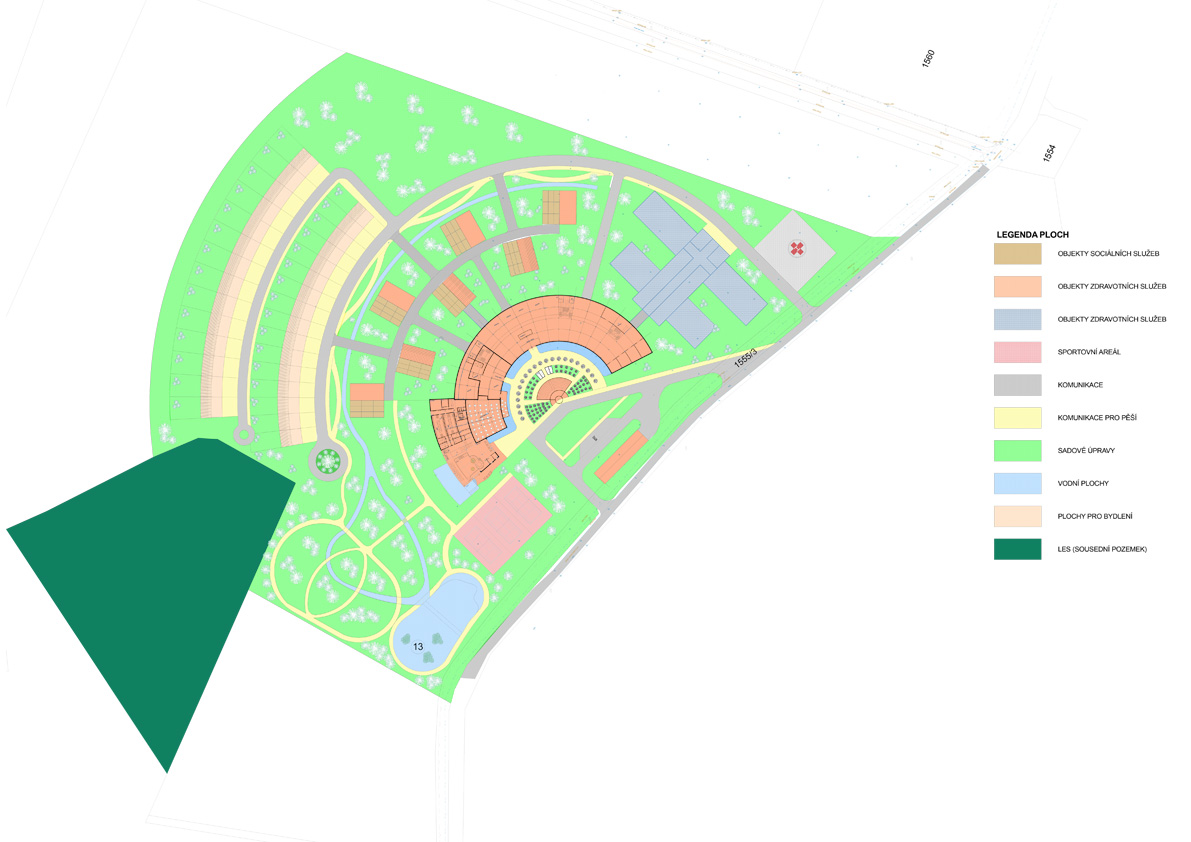 1560
1554
LEGENDA PLOCH
OBJEKTY SOCIÁLNÍCH SLUŽEB
OBJEKTY ZDRAVOTNÍCH SLUŽEB
OBJEKTY ZDRAVOTNÍCH SLUŽEB
SPORTOVNÍ AREÁL
1555/3
KOMUNIKACE
KOMUNIKACE PRO PĚŠÍ
SADOVÉ ÚPRAVY
VODNÍ PLOCHY
PLOCHY PRO BYDLENÍ
LES (SOUSEDNÍ POZEMEK)
13